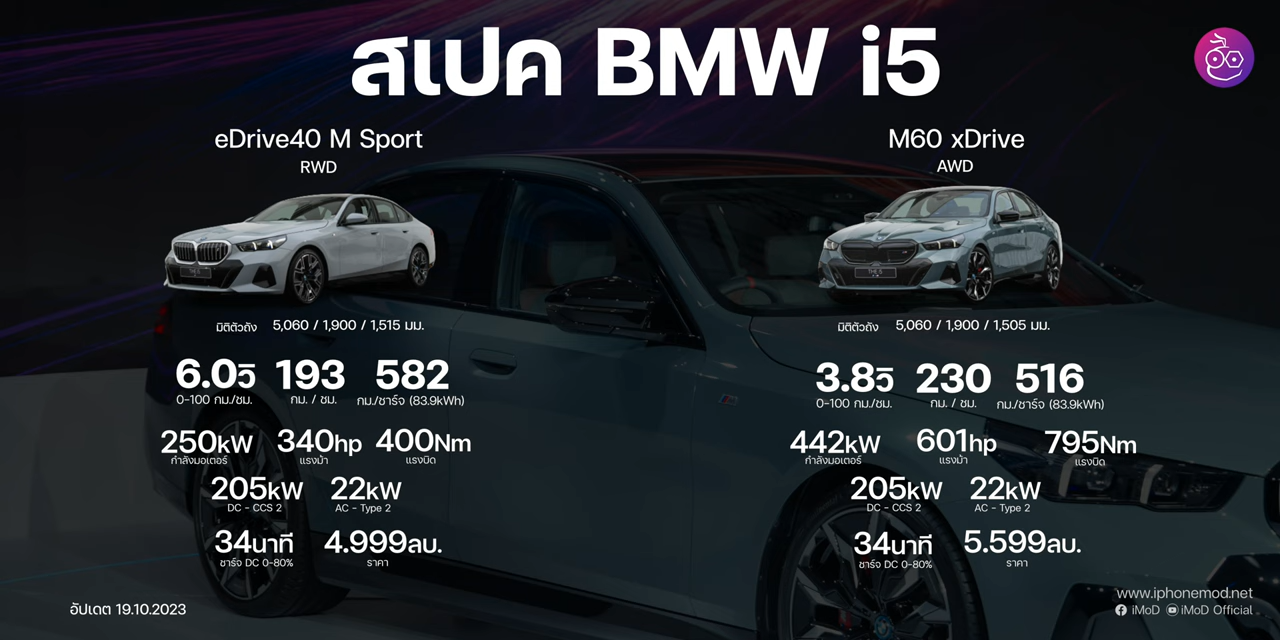 สเปค BMW i5
eDrive40 M Sport
RWD
มิติตัวถัง 5,060 / 1,900 / 1,515 มม.
6.0วิ 193 582
0-100 กม./ชม. กม. / ชม. กม./ชาร์จ (83.9kWh)
250kW 340hp 400Nm
กำลังมอเตอร์ แรงม้า แรงบิด
205kW 22kW
DC - CCS 2 AC - Type 2
34นาที 4.999ลบ.
ชาร์จ DC 0-80% ราคา
M60 xDrive
AWD
THE i5
มิติตัวถัง 5,060 / 1,900 / 1,505 มม.
3.8วิ 230 516
0-100 กม./ชม. กม. / ชม. กม./ชาร์จ (83.9kWh)
442kW 601hp 795Nm
กำลังมอเตอร์ แรงม้า แรงบิด
205kW 22kW
DC - CCS 2 AC - Type 2
34นาที 5.599ลบ.
ชาร์จ DC 0-80% ราคา
อัปเดต 19.10.2023
www.iphonemod.net
iMoD iMoD Official